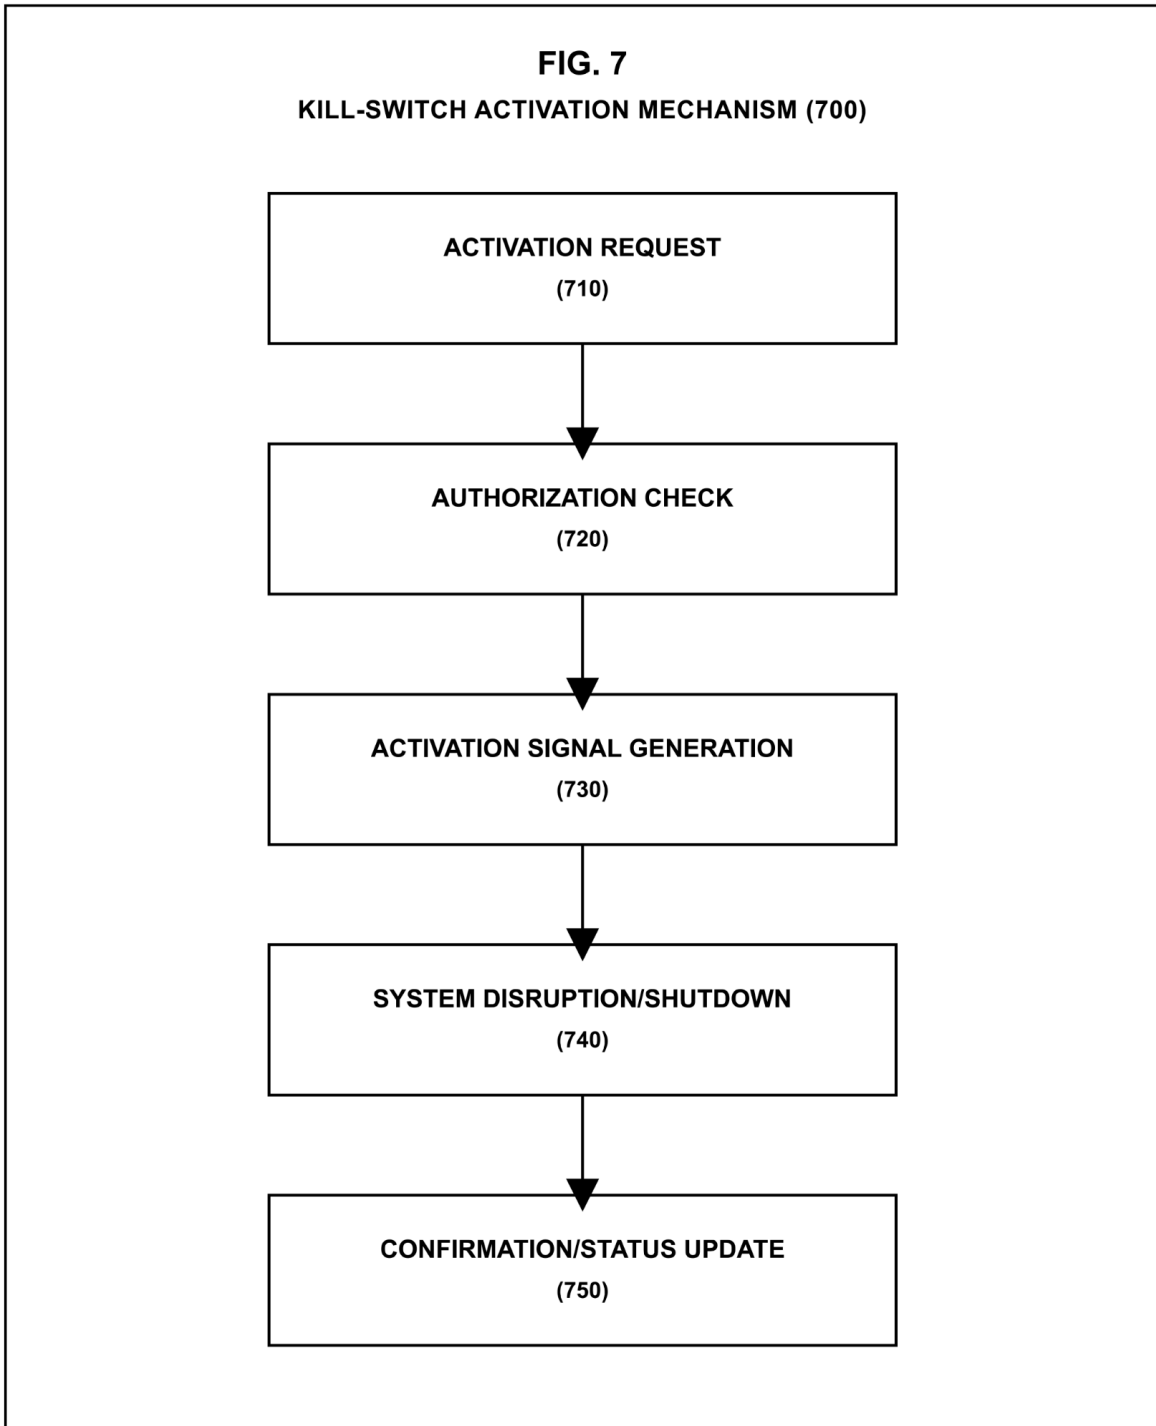 FIG. 7
KILL-SWITCH ACTIVATION MECHANISM (700)
ACTIVATION REQUEST
(710)
AUTHORIZATION CHECK
(720)
ACTIVATION SIGNAL GENERATION
(730)
SYSTEM DISRUPTION/SHUTDOWN
(740)
CONFIRMATION/STATUS UPDATE
(750)